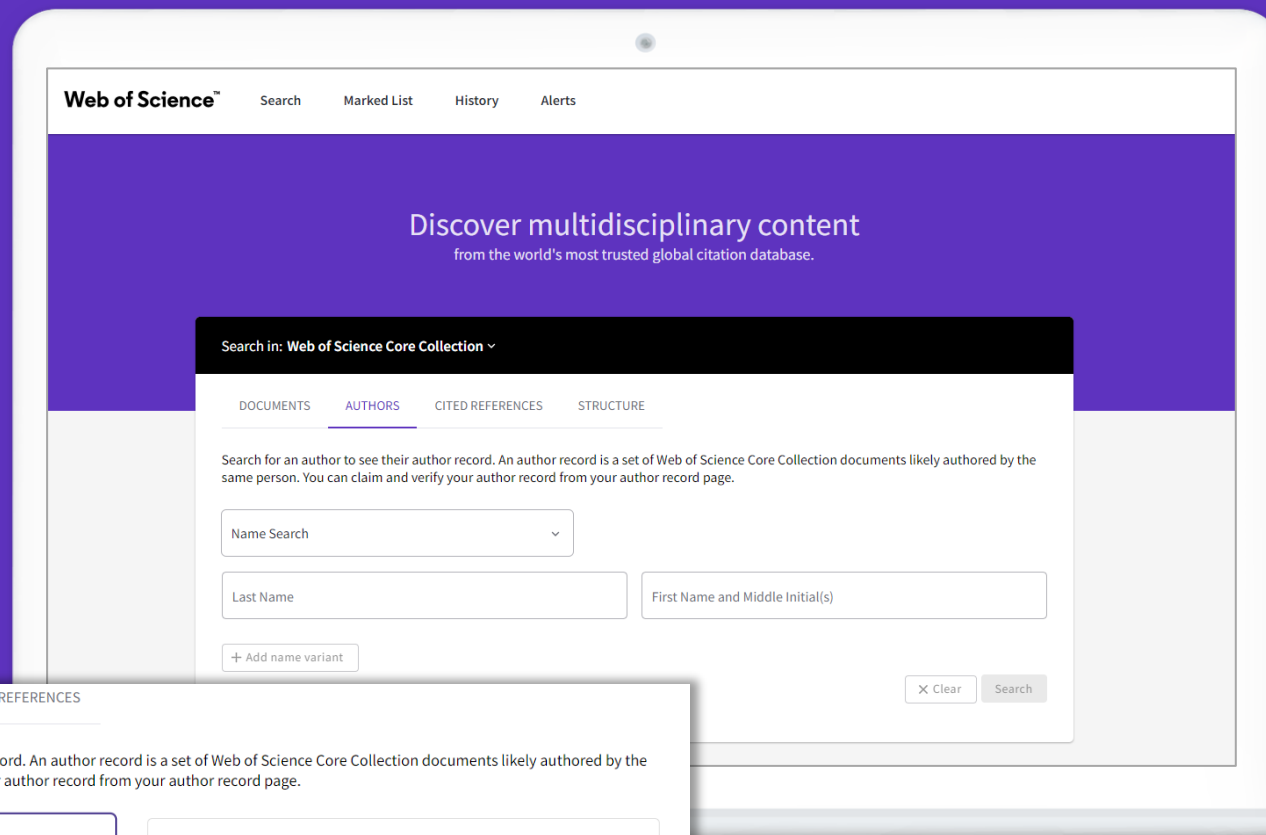 Web of Science™ Search Marked List History Alerts
Discover multidisciplinary content
from the world's most trusted global citation database.
Search in: Web of Science Core Collection
DOCUMENTS AUTHORS CITED REFERENCES STRUCTURE
Search for an author to see their author record. An author record is a set of Web of Science Core Collection documents likely authored by the
same person. You can claim and verify your author record from your author record page.
Name Search
Last Name First Name and Middle Initial(s)
+ Add name variant
× Clear Search
REFERENCES
ord. An author record is a set of Web of Science Core Collection documents likely authored by the
author record from your author record page.